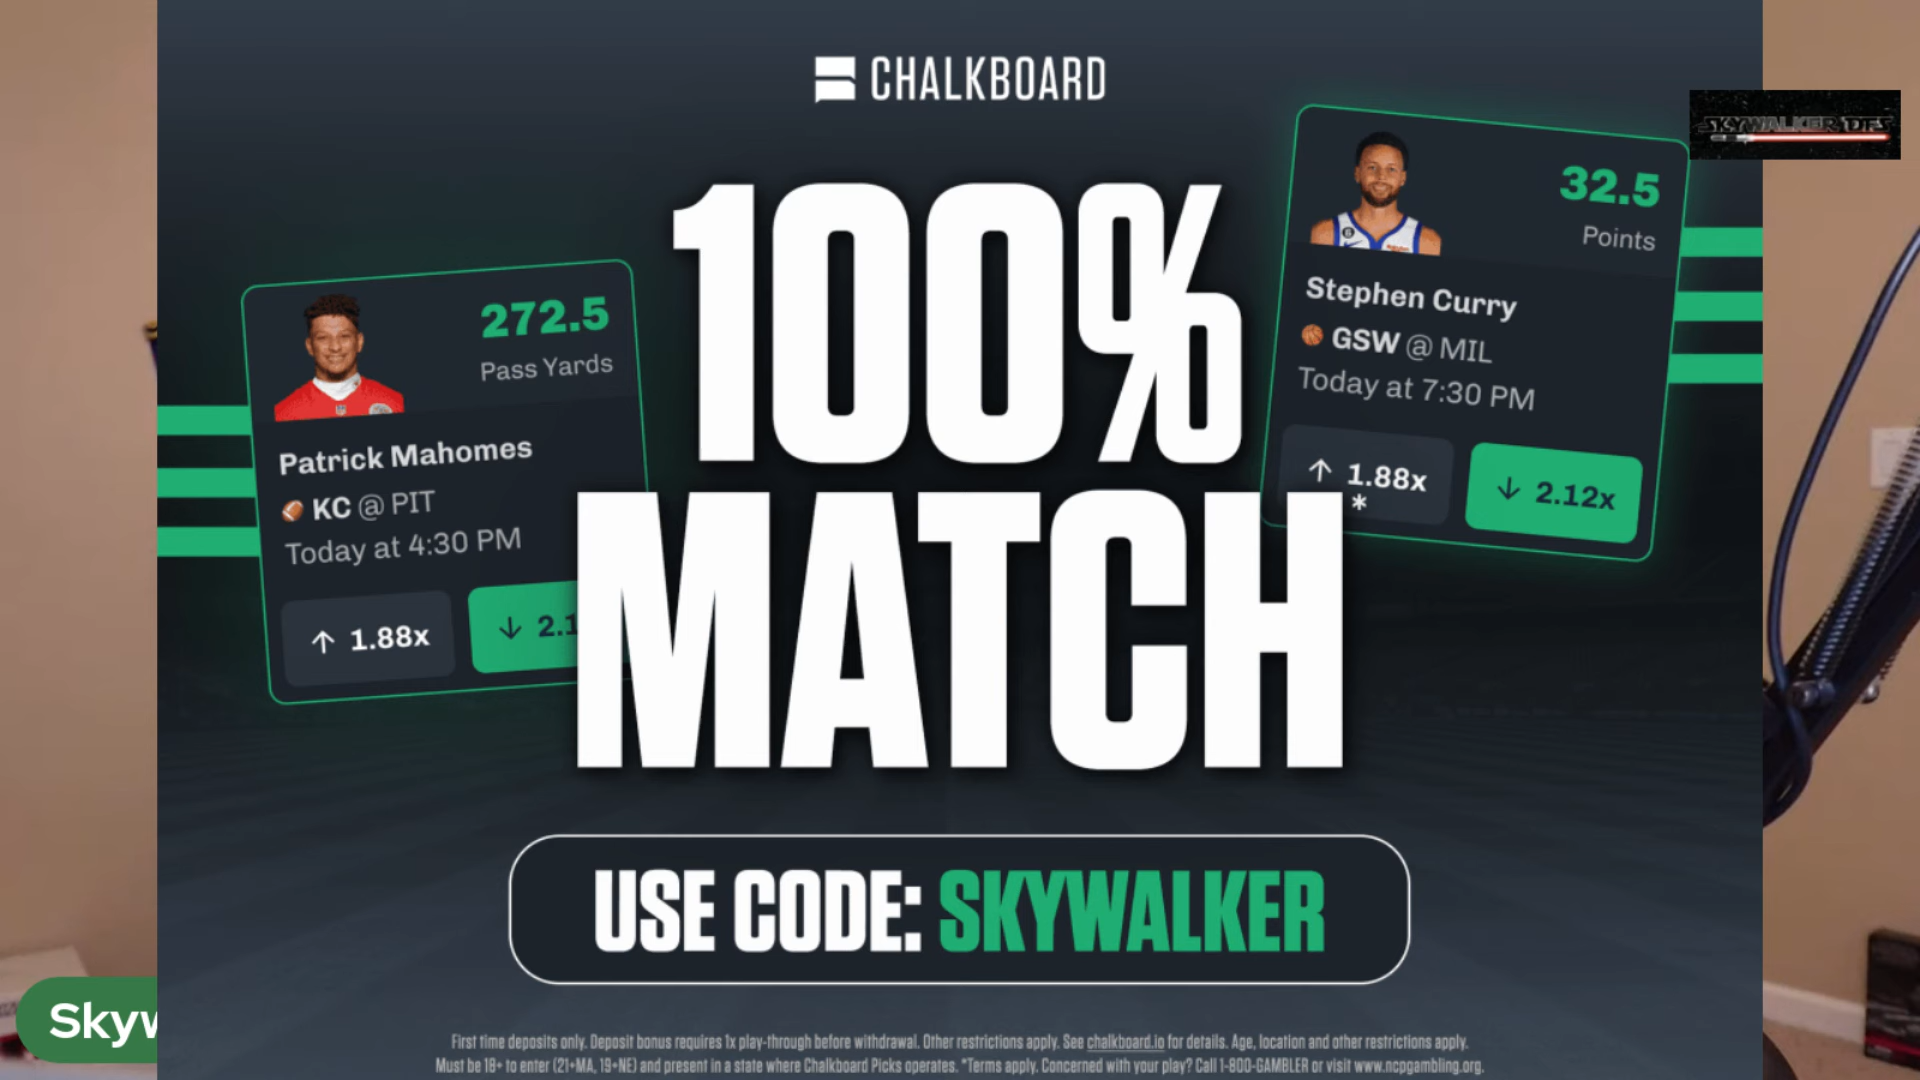 CHALKBOARD
SKYWALKER DFS
100%
MATCH
*
272.5
Pass Yards
Patrick Mahomes
KC @ PIT
Today at 4:30 PM
↑ 1.88x
↓ 2.1
32.5
Points
Stephen Curry
GSW @ MIL
Today at 7:30 PM
↑ 1.88x
↓ 2.12x
USE CODE: SKYWALKER
Skyw
First time deposits only. Deposit bonus requires 1x play-through before withdrawal. Other restrictions apply. See chalkboard.io for details. Age, location and other restrictions apply.
Must be 18+ to enter (21+MA, 19+NE) and present in a state where Chalkboard Picks operates. *Terms apply. Concerned with your play? Call 1-800-GAMBLER or visit www.ncpgambling.org.